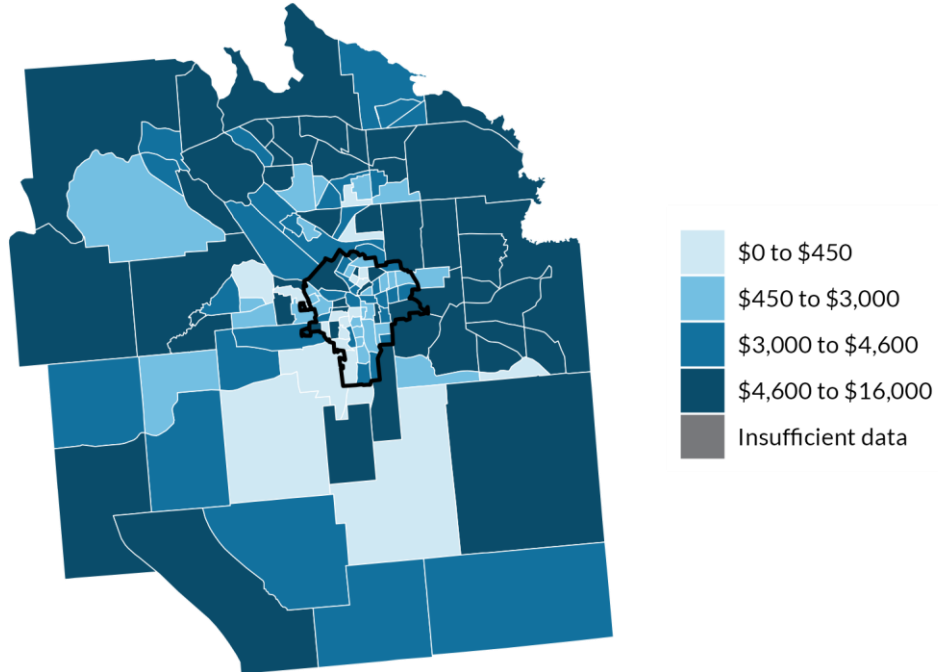 $0 to $450
$450 to $3,000
$3,000 to $4,600
$4,600 to $16,000
Insufficient data